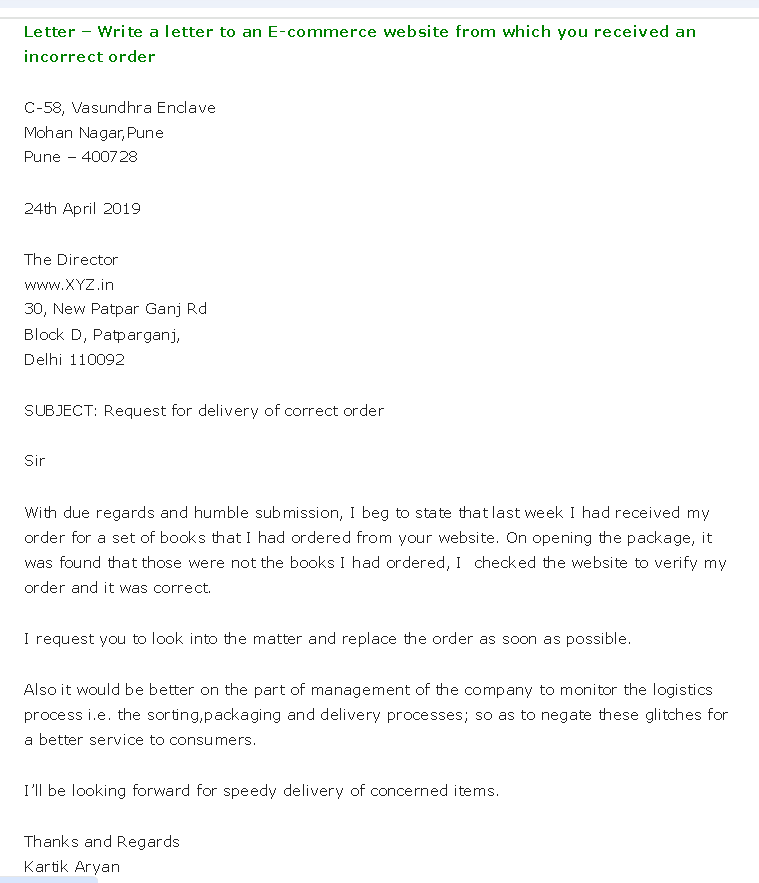 Letter – Write a letter to an E-commerce website from which you received an
incorrect order
C-58, Vasundhra Enclave
Mohan Nagar,Pune
Pune – 400728
24th April 2019
The Director
www.XYZ.in
30, New Patpar Ganj Rd
Block D, Patparganj,
Delhi 110092
SUBJECT: Request for delivery of correct order
Sir
With due regards and humble submission, I beg to state that last week I had received my
order for a set of books that I had ordered from your website. On opening the package, it
was found that those were not the books I had ordered, I  checked the website to verify my
order and it was correct.
I request you to look into the matter and replace the order as soon as possible.
Also it would be better on the part of management of the company to monitor the logistics
process i.e. the sorting,packaging and delivery processes; so as to negate these glitches for
a better service to consumers.
I’ll be looking forward for speedy delivery of concerned items.
Thanks and Regards
Kartik Aryan